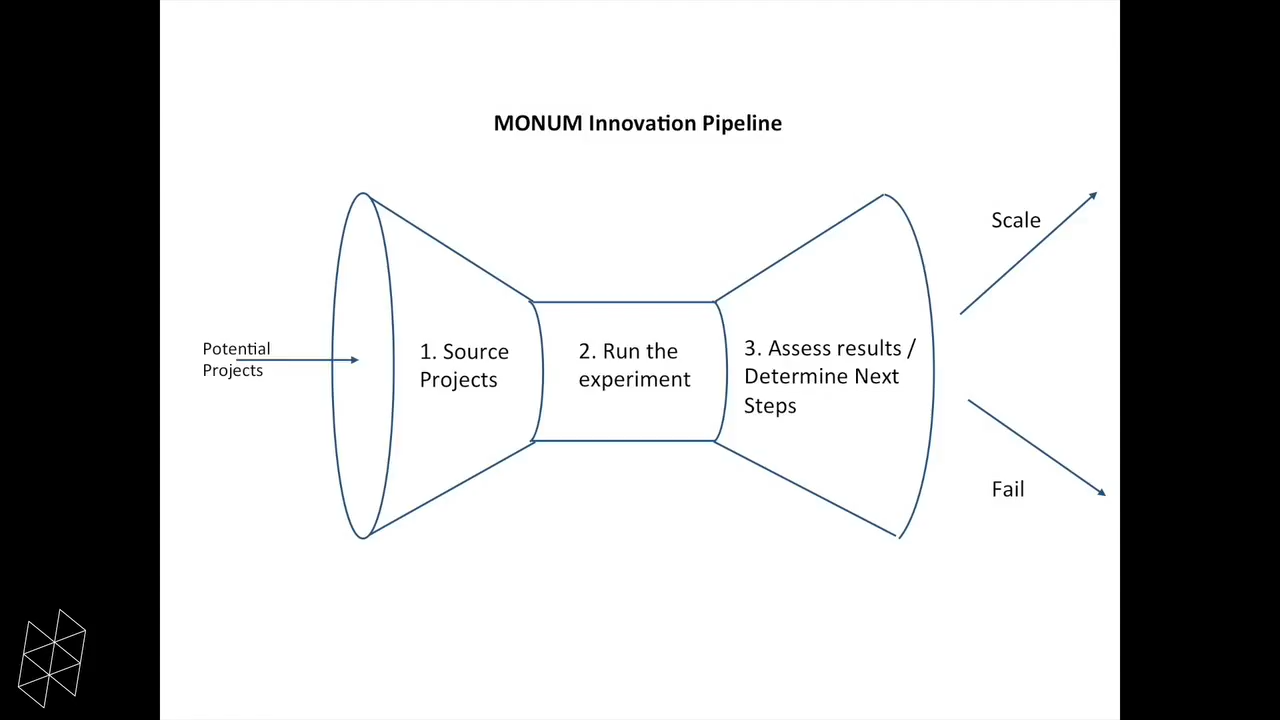 MONUM Innovation Pipeline
Scale
Potential
Projects
1. Source
Projects
2. Run the
experiment
3. Assess results /
Determine Next
Steps
Fail